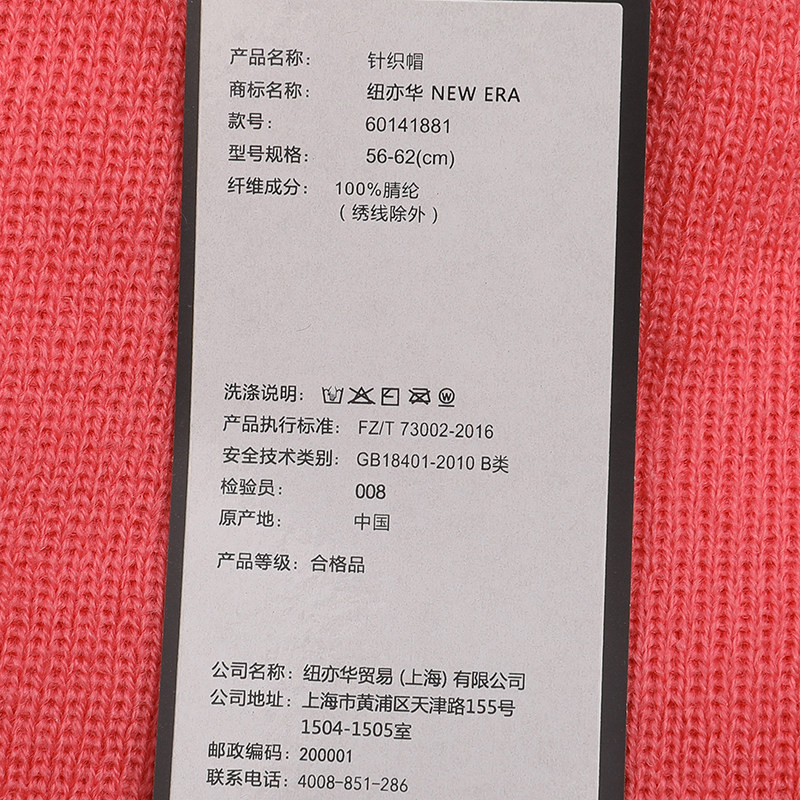 产品名称： 针织帽
商标名称： 纽亦华 NEW ERA
款号： 60141881
型号规格： 56-62(cm)
纤维成分： 100%腈纶
（绣线除外）
洗涤说明：
产品执行标准： FZ/T 73002-2016
安全技术类别： GB18401-2010 B类
检验员： 008
原产地： 中国
产品等级：合格品
公司名称：纽亦华贸易 (上海) 有限公司
公司地址：上海市黄浦区天津路155号
1504-1505室
邮政编码：200001
联系电话：4008-851-286